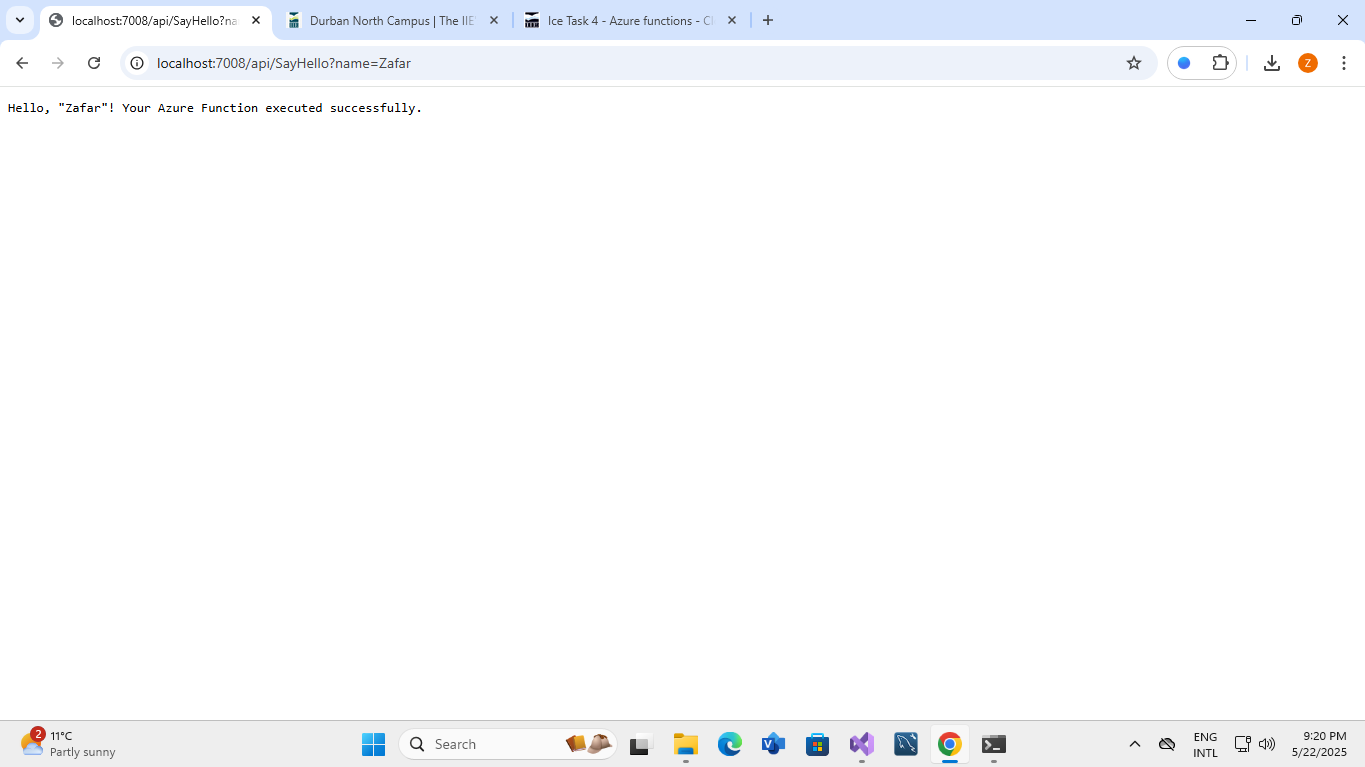 localhost:7008/api/SayHello?na
Durban North Campus | The IIE
Ice Task 4 - Azure functions - Cl
localhost:7008/api/SayHello?name=Zafar
Z
Hello, "Zafar"! Your Azure Function executed successfully.
2
11°C
Partly sunny
Search
ENG
INTL
9:20 PM
5/22/2025